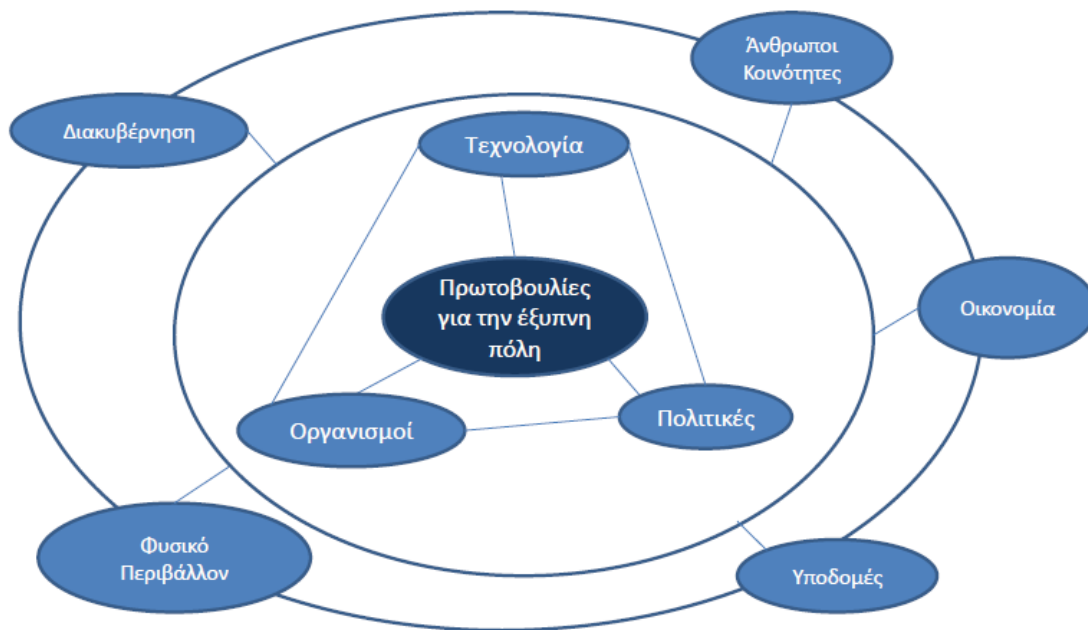 Άνθρωποι
Κοινότητες
Διακυβέρνηση
Τεχνολογία
Πρωτοβουλίες
για την έξυπνη
πόλη
Οικονομία
Οργανισμοί
Πολιτικές
Φυσικό
Περιβάλλον
Υποδομές